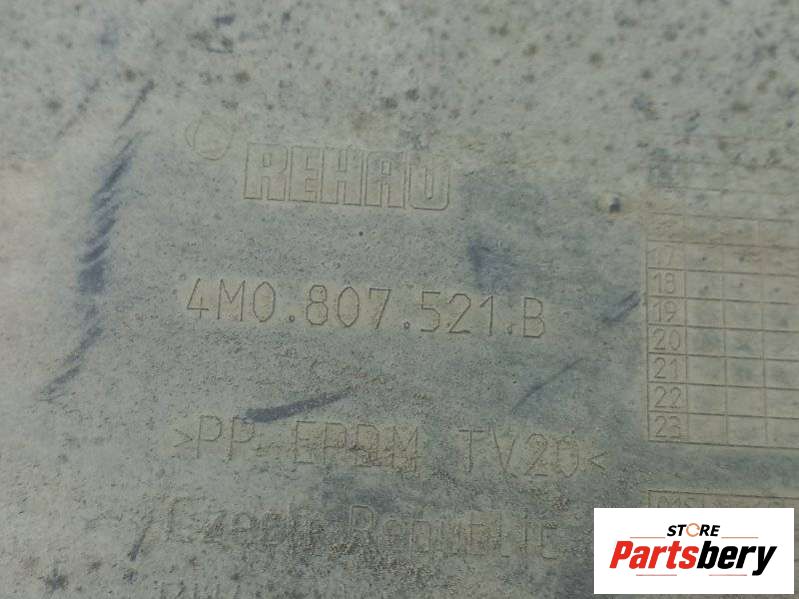 REHAU
4M0.807.521.B
>PP EPDM TV20<
Czech Republic
17
18
19
20
21
22
23
STORE
Partsbery